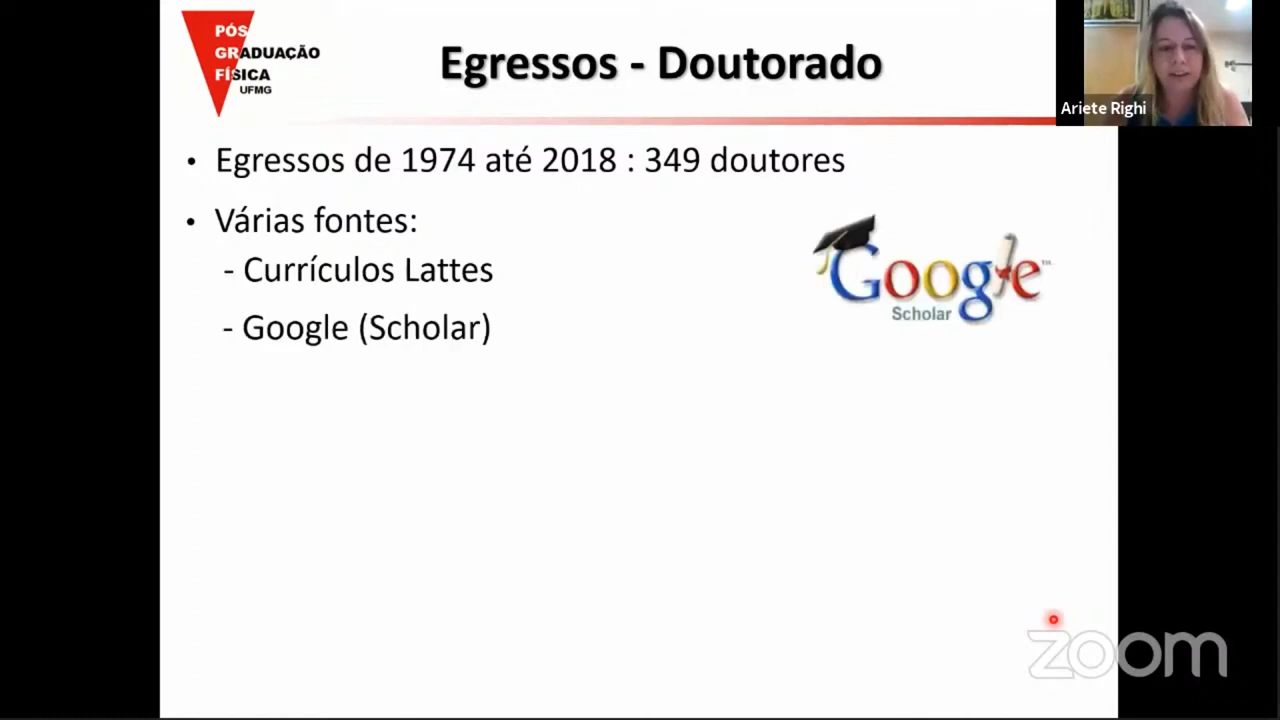 PÓS
GRADUAÇÃO
FÍSICA
UFMG
Egressos - Doutorado
Ariete Righi
• Egressos de 1974 até 2018 : 349 doutores
• Várias fontes:
- Currículos Lattes
- Google (Scholar)
Google™
Scholar
zoom